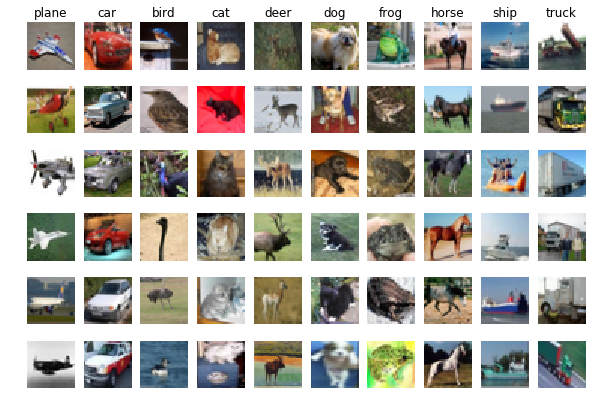 plane car bird cat deer dog frog horse ship truck